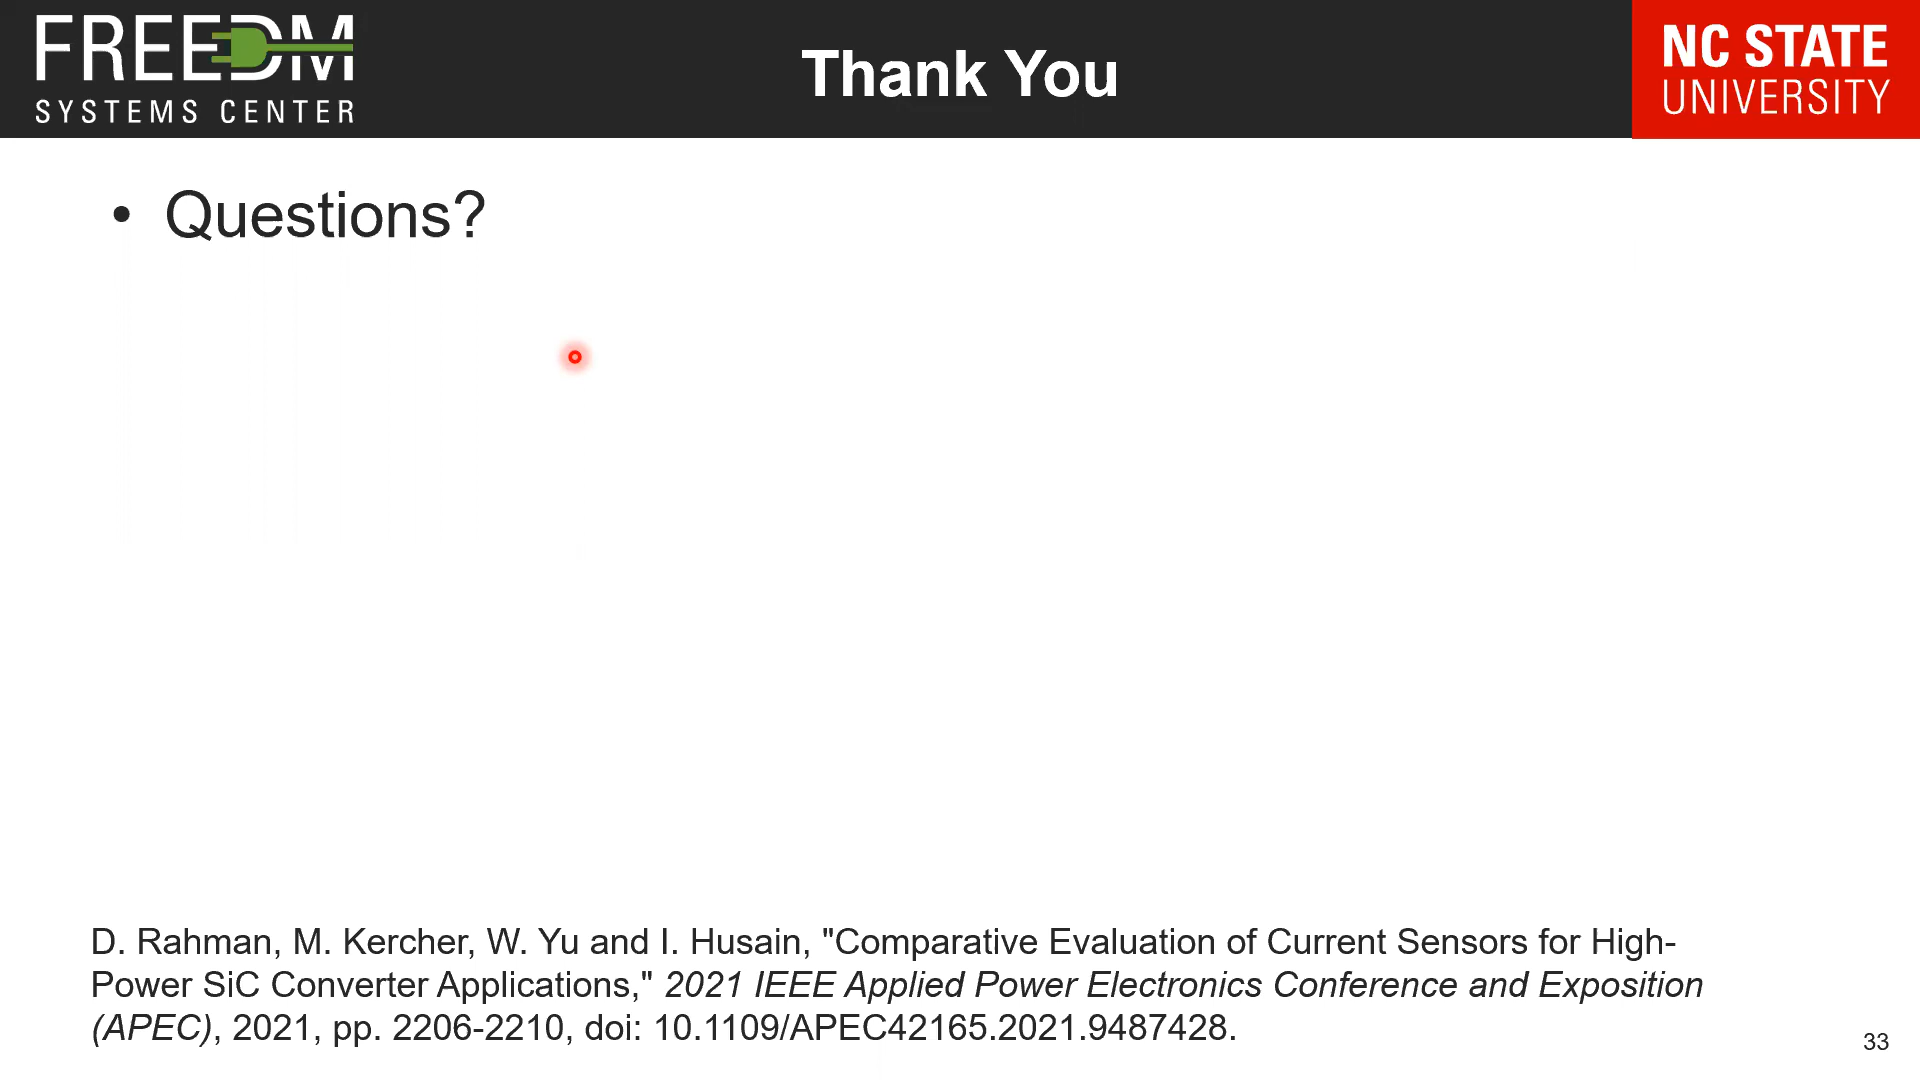 FREEDM
SYSTEMS CENTER
Thank You
NC STATE
UNIVERSITY
• Questions?
D. Rahman, M. Kercher, W. Yu and I. Husain, "Comparative Evaluation of Current Sensors for High-
Power SiC Converter Applications," 2021 IEEE Applied Power Electronics Conference and Exposition
(APEC), 2021, pp. 2206-2210, doi: 10.1109/APEC42165.2021.9487428.
33